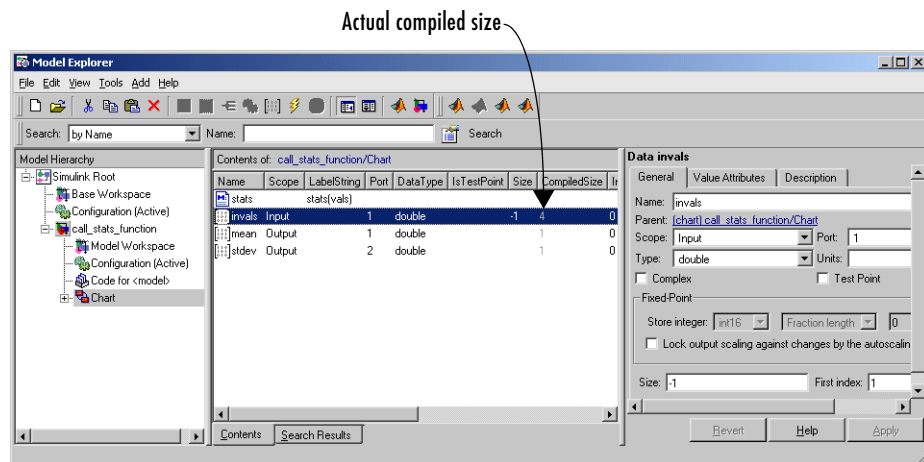 Actual compiled size
Model Explorer
File Edit View Tools Add Help
Search: by Name Name: Search
Model Hierarchy
Simulink Root
Base Workspace
Configuration (Active)
call_stats_function
Model Workspace
Configuration (Active)
Code for <model>
Chart
Contents of: call_stats_function/Chart
Name Scope LabelString Port DataType IsTestPoint Size CompiledSize
stats stats(vals)
invals Input 1 double -1 4 0
mean Output 1 double 1 0
stdev Output 2 double 1 0
Contents Search Results
Data invals
General Value Attributes Description
Name: invals
Parent: (chart) call_stats_function/Chart
Scope: Input Port: 1
Type: double Units:
Complex Test Point
Fixed-Point
Store integer: int16 Fraction length 0
Lock output scaling against changes by the autoscalin
Size: -1 First index: 1
Revert Help Apply